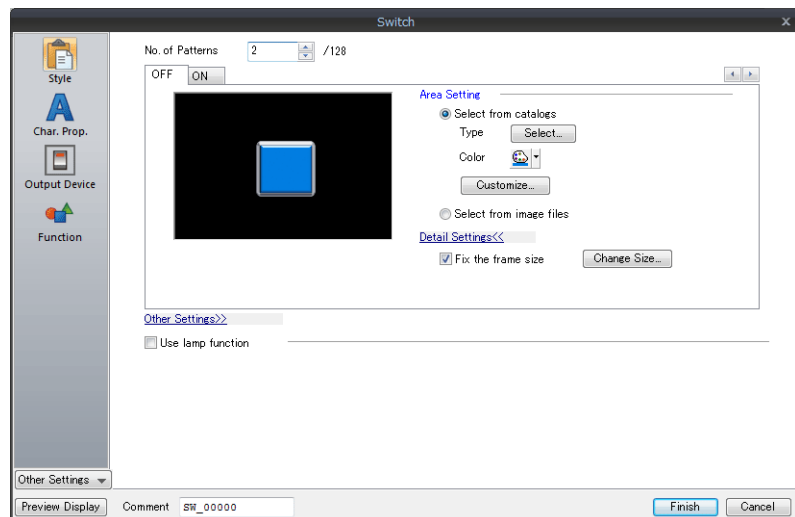 Switch
x
Style
A
Char. Prop.
Output Device
Function
No. of Patterns 2 /128
OFF ON
Area Setting
Select from catalogs
Type Select...
Color
Customize...
Select from image files
Detail Settings<<
Fix the frame size Change Size...
Other Settings>>
Use lamp function
Other Settings
Preview Display Comment SW_00000 Finish Cancel